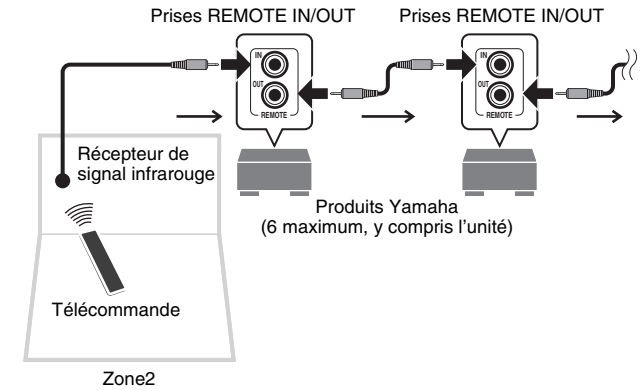 Prises REMOTE IN/OUT
Prises REMOTE IN/OUT
IN
OUT
REMOTE
IN
OUT
REMOTE
Récepteur de
signal infrarouge
Produits Yamaha
(6 maximum, y compris l’unité)
Télécommande
Zone2